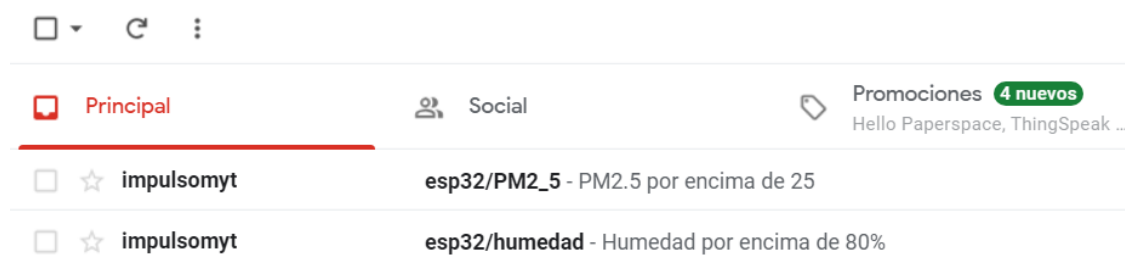 Principal
Social
Promociones 4 nuevos
Hello Paperspace, ThingSpeak ...
impulsomyt esp32/PM2_5 - PM2.5 por encima de 25
impulsomyt esp32/humedad - Humedad por encima de 80%